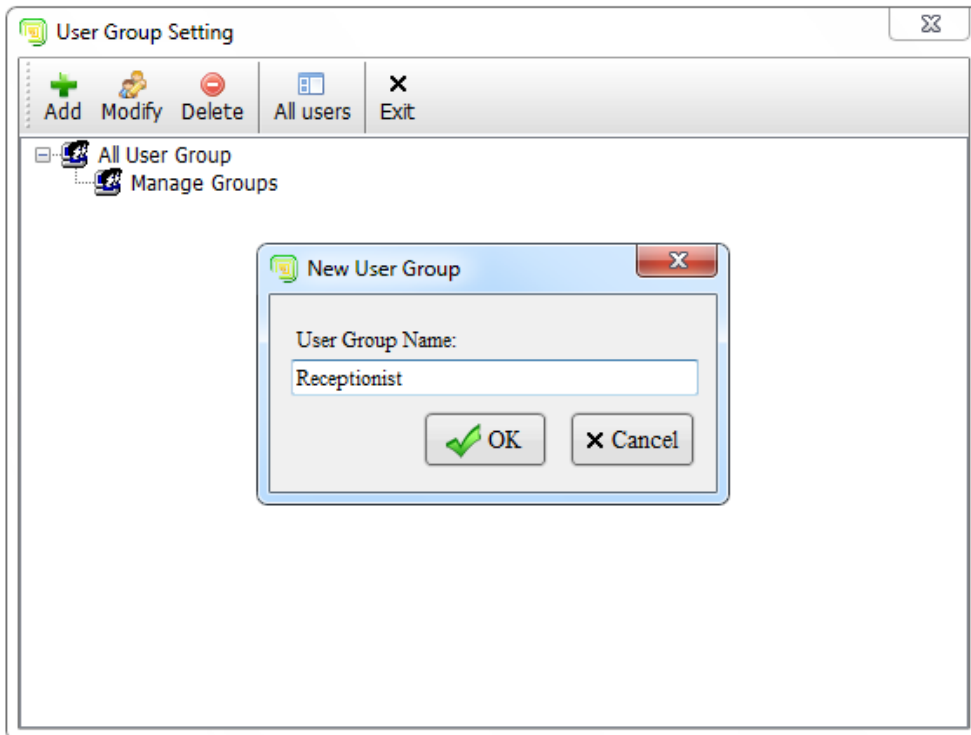 User Group Setting
Add Modify Delete All users Exit
All User Group
Manage Groups
New User Group
User Group Name:
Receptionist
OK Cancel